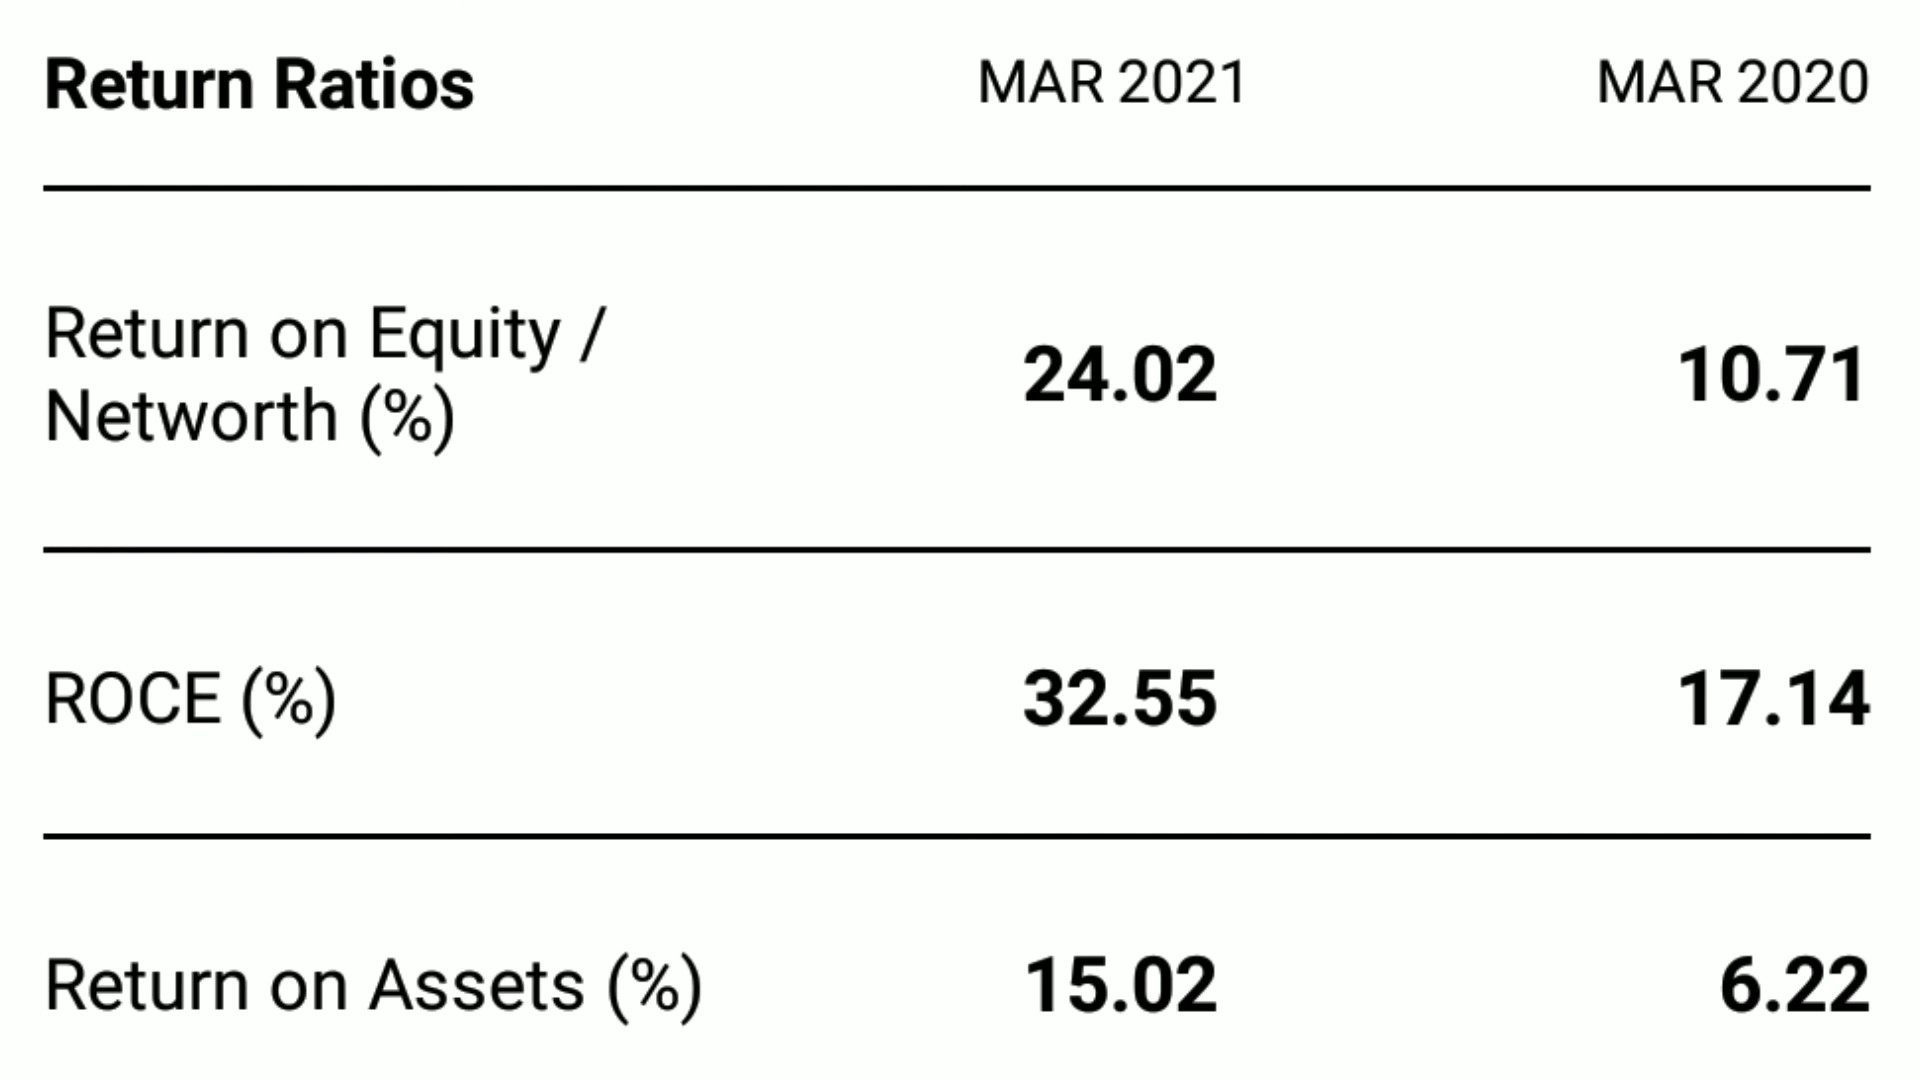 Return Ratios MAR 2021 MAR 2020
Return on Equity /
Networth (%) 24.02 10.71
ROCE (%) 32.55 17.14
Return on Assets (%) 15.02 6.22